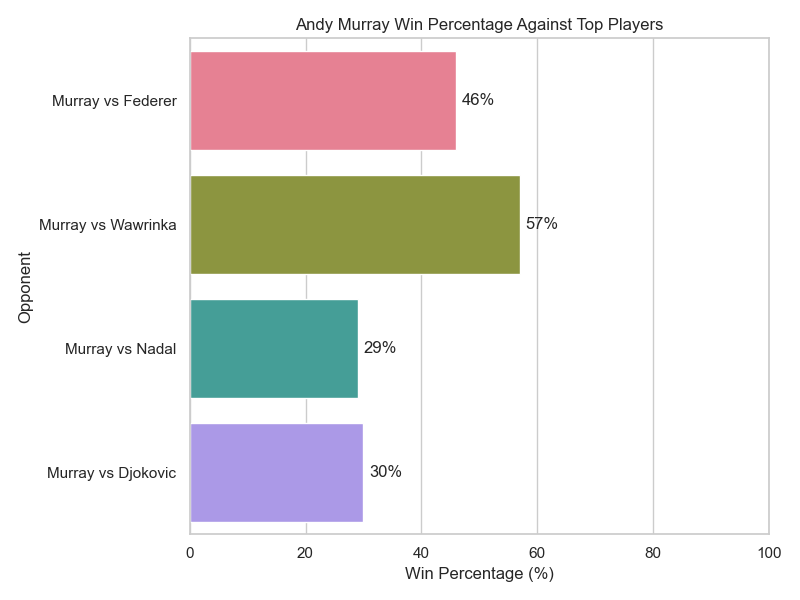 Andy Murray Win Percentage Against Top Players
Opponent
Murray vs Federer
46%
Murray vs Wawrinka
57%
Murray vs Nadal
29%
Murray vs Djokovic
30%
0 20 40 60 80 100
Win Percentage (%)